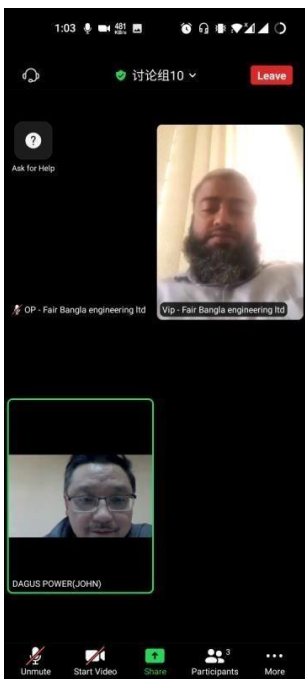 1:03
481
KB/s
讨论组10
Leave
Ask for Help
OP - Fair Bangla engineering ltd
Vip - Fair Bangla engineering ltd
DAGUS POWER(JOHN)
3
Unmute
Start Video
Share
Participants
More